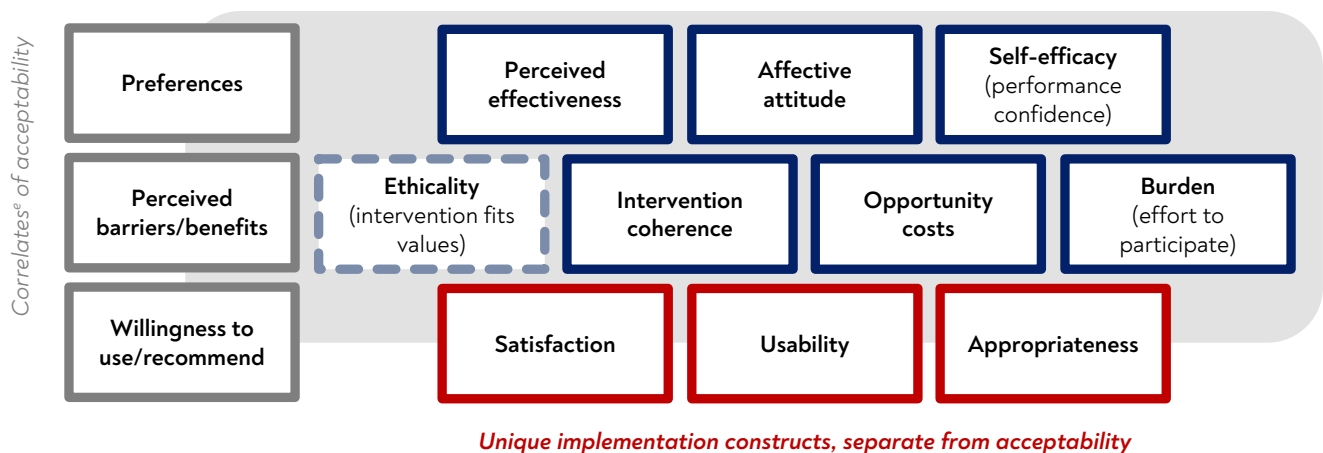 Correlatesᵉ of acceptability
Preferences
Perceived
effectiveness
Affective
attitude
Self-efficacy
(performance
confidence)
Perceived
barriers/benefits
Ethicality
(intervention fits
values)
Intervention
coherence
Opportunity
costs
Burden
(effort to
participate)
Willingness to
use/recommend
Satisfaction
Usability
Appropriateness
Unique implementation constructs, separate from acceptability